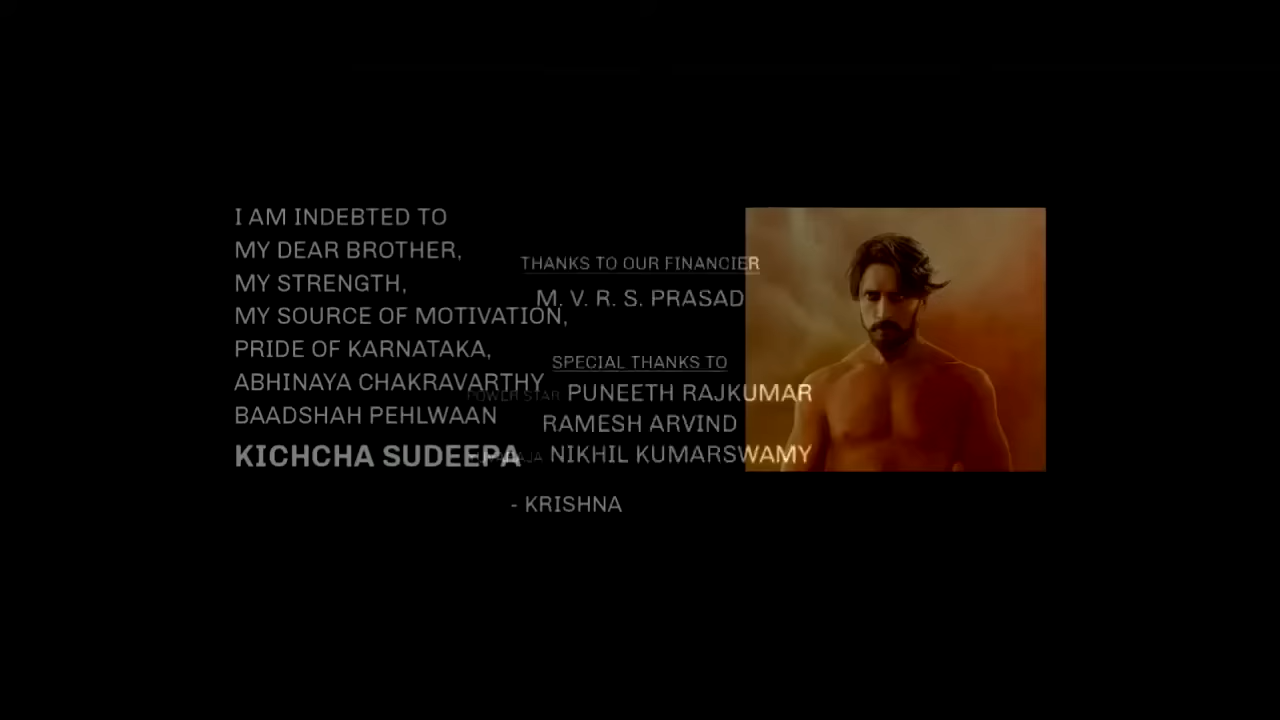 I AM INDEBTED TO
MY DEAR BROTHER,
MY STRENGTH,
MY SOURCE OF MOTIVATION,
PRIDE OF KARNATAKA,
ABHINAYA CHAKRAVARTHY
BAADSHAH PEHLWAAN
KICHCHA SUDEEPA
- KRISHNA
THANKS TO OUR FINANCIER
M. V. R. S. PRASAD
SPECIAL THANKS TO
POWER STAR PUNEETH RAJKUMAR
RAMESH ARVIND
NIKHIL KUMARSWAMY